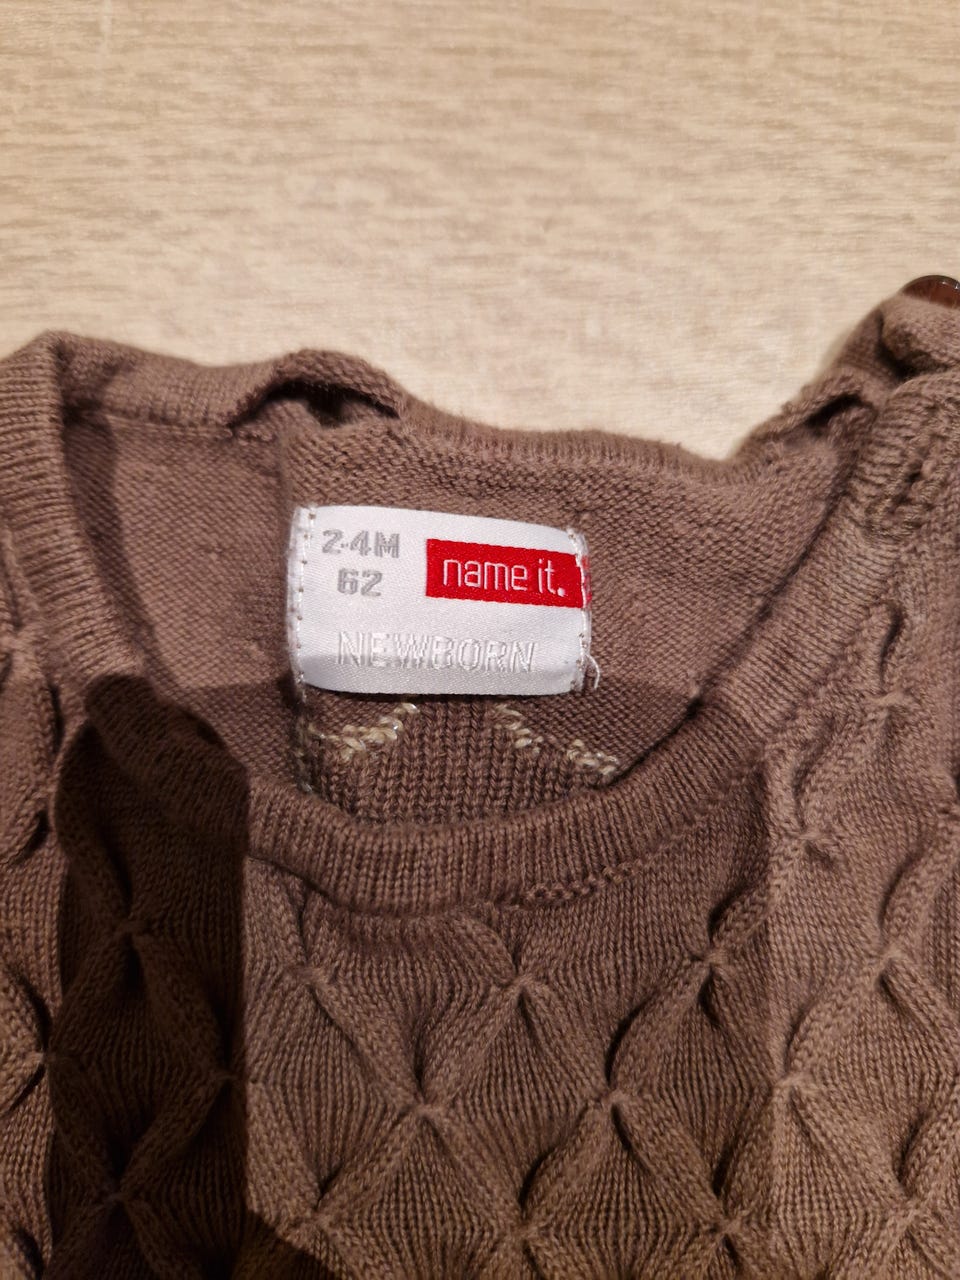 2-4M
62
name it.
NEWBORN